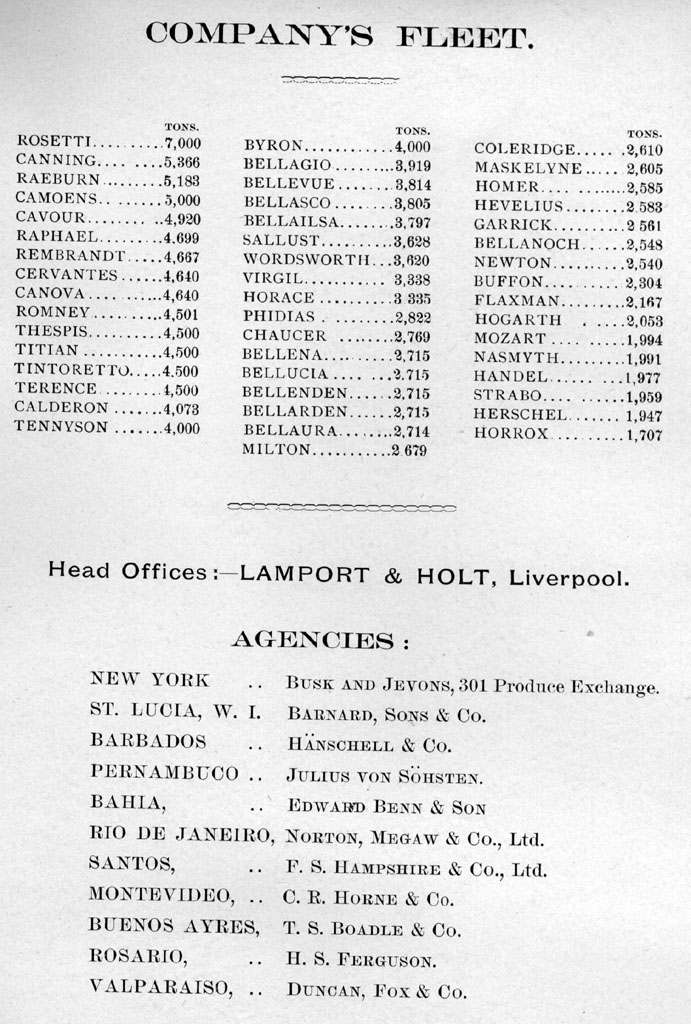 COMPANY'S FLEET.
TONS.
ROSETTI..........7,000
CANNING.... .....5,366
RAEBURN .........5,183
CAMOENS.. .......5,000
CAVOUR....... ..4,920
RAPHAEL.........4.699
REMBRANDT.....4,667
CERVANTES ......4,640
CANOVA .... .....4,640
ROMNEY .........4,501
THESPIS..........4,500
TITIAN ..........4,500
TINTORETTO.....4.500
TERENCE .........4,500
CALDERON .......4,073
TENNYSON .......4,000
TONS.
BYRON............4,000
BELLAGIO ........3,919
BELLEVUE........3,814
BELLASCO .......3,805
BELLAILSA.......3,797
SALLUST.........3,628
WORDSWORTH...3,620
VIRGIL...........3,338
HORACE .........3 335
PHIDIAS . ........2,822
CHAUCER ........2,769
BELLENA.........2.715
BELLUCIA.... ....2.715
BELLENDEN......2,715
BELLARDEN......2,715
BELLAURA........2,714
MILTON...........2 679
TONS.
COLERIDGE..... ..2,610
MASKELYNE ..... 2,605
HOMER.... ........2,585
HEVELIUS ........2 583
GARRICK..........2 561
BELLANOCH.......2,548
NEWTON..........2,540
BUFFON...........2,304
FLAXMAN.........2,167
HOGARTH . ......2,053
MOZART .... .....1,994
NASMYTH.........1,991
HANDEL..... .....1,977
STRABO.... ......1,959
HERSCHEL.......1,947
HORROX .... .....1,707
Head Offices:—LAMPORT & HOLT, Liverpool.
AGENCIES :
NEW YORK .. BUSK AND JEVONS, 301 Produce Exchange.
ST. LUCIA, W. I. BARNARD, SONS & CO.
BARBADOS .. HÄNSCHELL & CO.
PERNAMBUCO .. JULIUS VON SÖHSTEN.
BAHIA, .. EDWARD BENN & SON
RIO DE JANEIRO, NORTON, MEGAW & CO., Ltd.
SANTOS, .. F. S. HAMPSHIRE & CO., Ltd.
MONTEVIDEO, .. C. R. HORNE & CO.
BUENOS AYRES, T. S. BOADLE & CO.
ROSARIO, .. H. S. FERGUSON.
VALPARAISO, .. DUNCAN, FOX & CO.